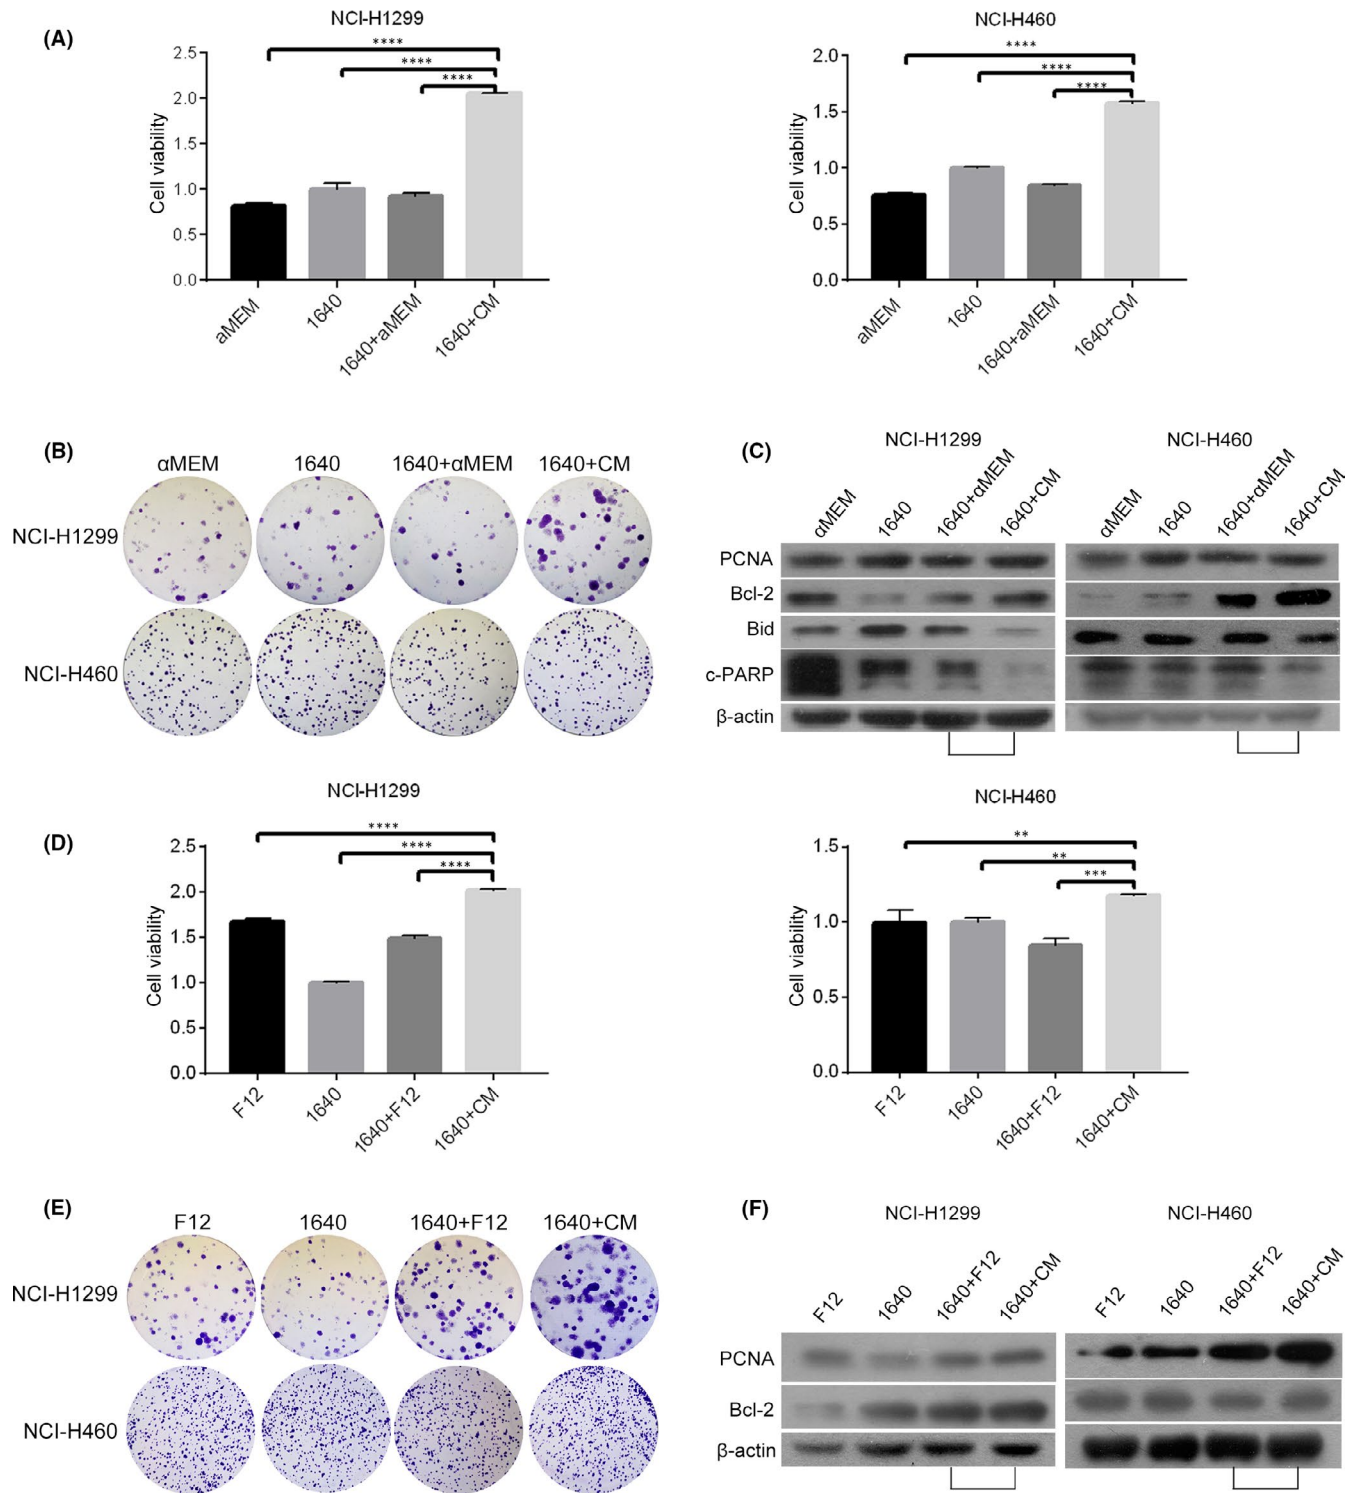 (A)
NCI-H1299
Cell viability
2.5
2.0
1.5
1.0
0.5
0.0
****
****
****
aMEM
1640
1640+aMEM
1640+CM
NCI-H460
Cell viability
2.0
1.5
1.0
0.5
0.0
****
****
****
aMEM
1640
1640+aMEM
1640+CM
(B)
αMEM 1640 1640+αMEM 1640+CM
NCI-H1299
NCI-H460
(C)
NCI-H1299 NCI-H460
αMEM 1640 1640+αMEM 1640+CM αMEM 1640 1640+αMEM 1640+CM
PCNA
Bcl-2
Bid
c-PARP
β-actin
(D)
NCI-H1299
Cell viability
2.5
2.0
1.5
1.0
0.5
0.0
****
****
****
F12
1640
1640+F12
1640+CM
NCI-H460
Cell viability
1.5
1.0
0.5
0.0
**
**
***
F12
1640
1640+F12
1640+CM
(E)
F12 1640 1640+F12 1640+CM
NCI-H1299
NCI-H460
(F)
NCI-H1299 NCI-H460
F12 1640 1640+F12 1640+CM F12 1640 1640+F12 1640+CM
PCNA
Bcl-2
β-actin